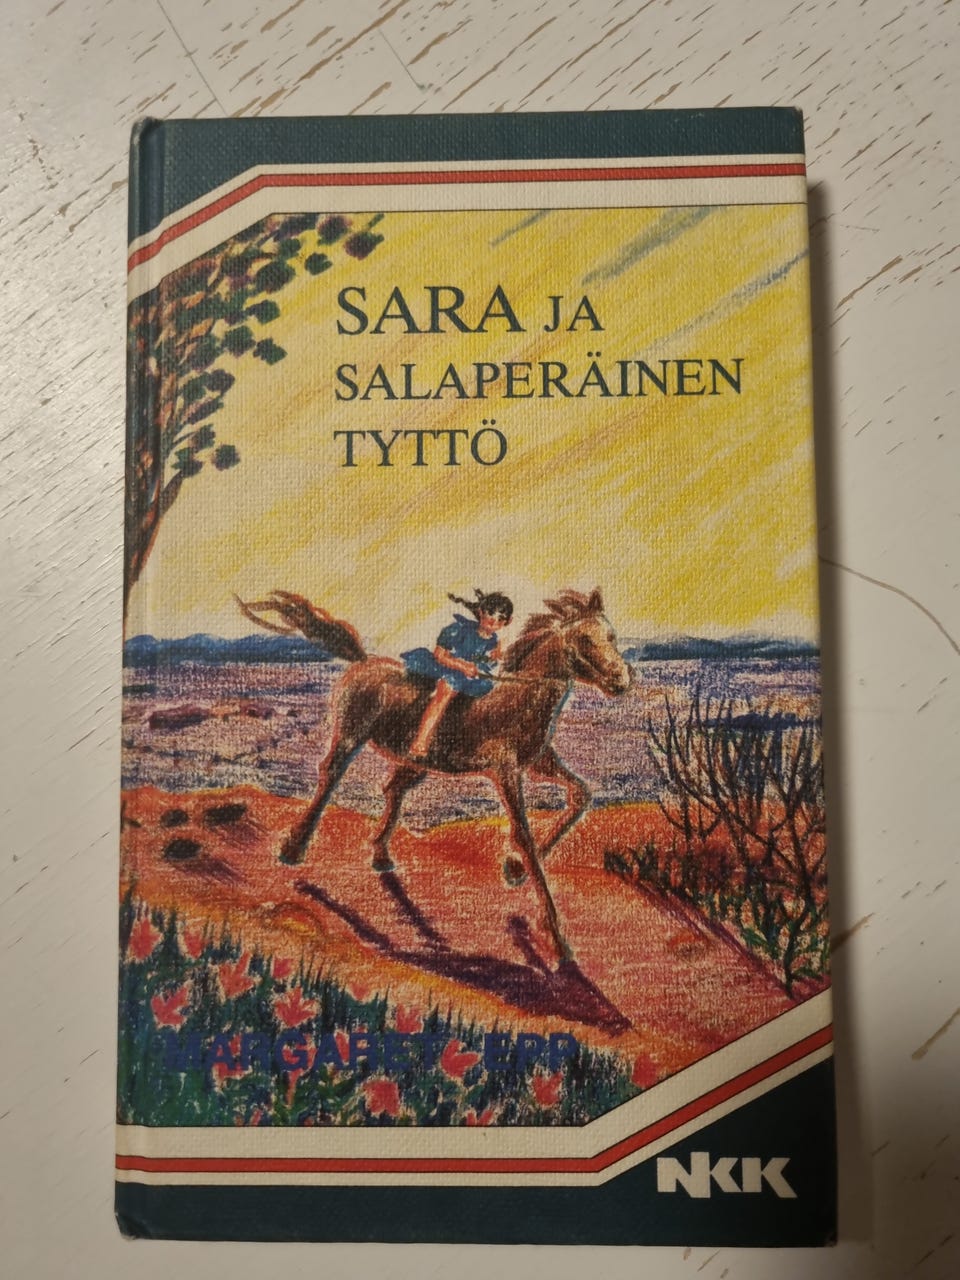 SARA JA
SALAPERÄINEN
TYTTÖ
MARGARET EPP
NKK